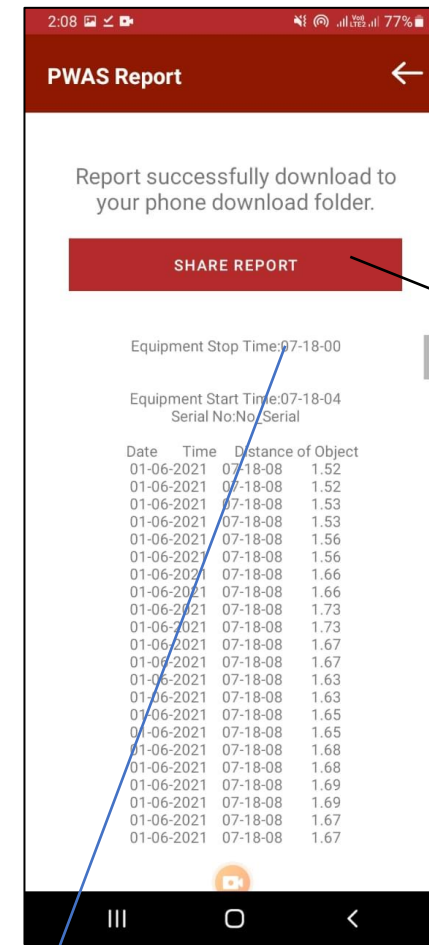 2:08 77%
PWAS Report
Report successfully download to
your phone download folder.
SHARE REPORT
Equipment Stop Time:07-18-00
Equipment Start Time:07-18-04
Serial No:No_Serial
Date Time Distance of Object
01-06-2021 07-18-08 1.52
01-06-2021 07-18-08 1.52
01-06-2021 07-18-08 1.53
01-06-2021 07-18-08 1.53
01-06-2021 07-18-08 1.56
01-06-2021 07-18-08 1.56
01-06-2021 07-18-08 1.66
01-06-2021 07-18-08 1.66
01-06-2021 07-18-08 1.73
01-06-2021 07-18-08 1.73
01-06-2021 07-18-08 1.67
01-06-2021 07-18-08 1.67
01-06-2021 07-18-08 1.63
01-06-2021 07-18-08 1.63
01-06-2021 07-18-08 1.65
01-06-2021 07-18-08 1.65
01-06-2021 07-18-08 1.68
01-06-2021 07-18-08 1.68
01-06-2021 07-18-08 1.69
01-06-2021 07-18-08 1.69
01-06-2021 07-18-08 1.67
01-06-2021 07-18-08 1.67